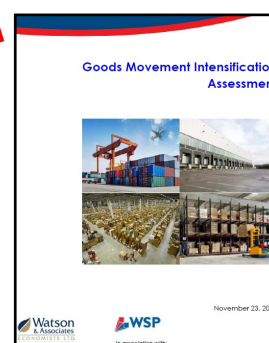 Goods Movement Intensificatio
Assessmen
November 23, 20
Watson
& Associates
ECONOMISTS LTD.
WSP
In association with: